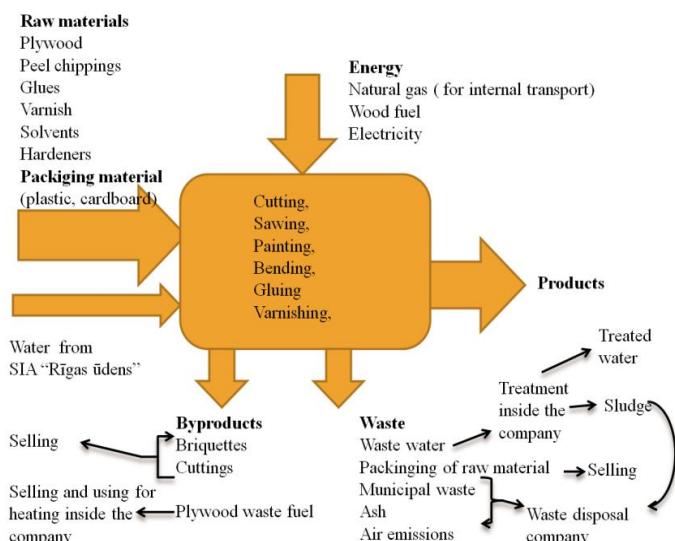 Raw materials
Plywood
Peel chippings
Glues
Varnish
Solvents
Hardeners
Packiging material
(plastic, cardboard)
Energy
Natural gas ( for internal transport)
Wood fuel
Electricity
Cutting,
Sawing,
Painting,
Bending,
Gluing
Varnishing,
Products
Water from
SIA “Rīgas ūdens”
Byproducts
Briquettes
Cuttings
Selling
Selling and using for
heating inside the
company
Plywood waste fuel
Waste
Waste water
Packinging of raw material
Municipal waste
Ash
Air emissions
Treatment
inside the
company
Treated
water
Sludge
Selling
Waste disposal
company